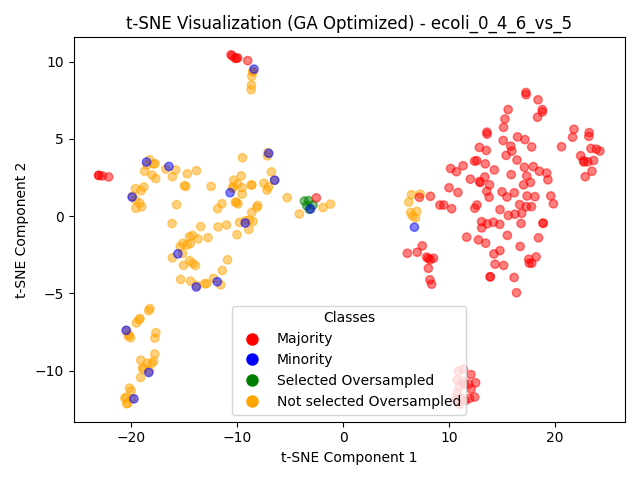 t-SNE Visualization (GA Optimized) - ecoli_0_4_6_vs_5
10
5
0
−5
−10
t-SNE Component 2
Classes
Majority
Minority
Selected Oversampled
Not selected Oversampled
−20 −10 0 10 20
t-SNE Component 1